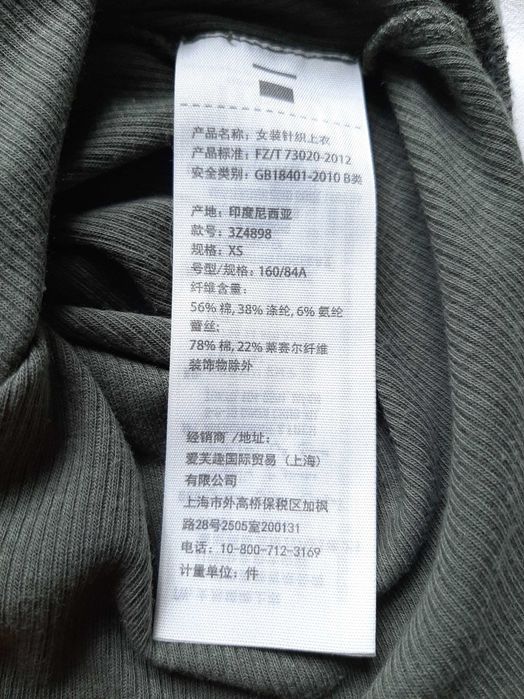 产品名称: 女装针织上衣
产品标准: FZ/T 73020-2012
安全类别: GB18401-2010 B类
产地: 印度尼西亚
款号: 3Z4898
规格: XS
号型/规格: 160/84A
纤维含量:
56% 棉, 38% 涤纶, 6% 氨纶
蕾丝:
78% 棉, 22% 莱赛尔纤维
装饰物除外
经销商 /地址:
爱芙趣国际贸易 (上海)
有限公司
上海市外高桥保税区加枫
路28号2505室200131
电话: 10-800-712-3169
计量单位: 件